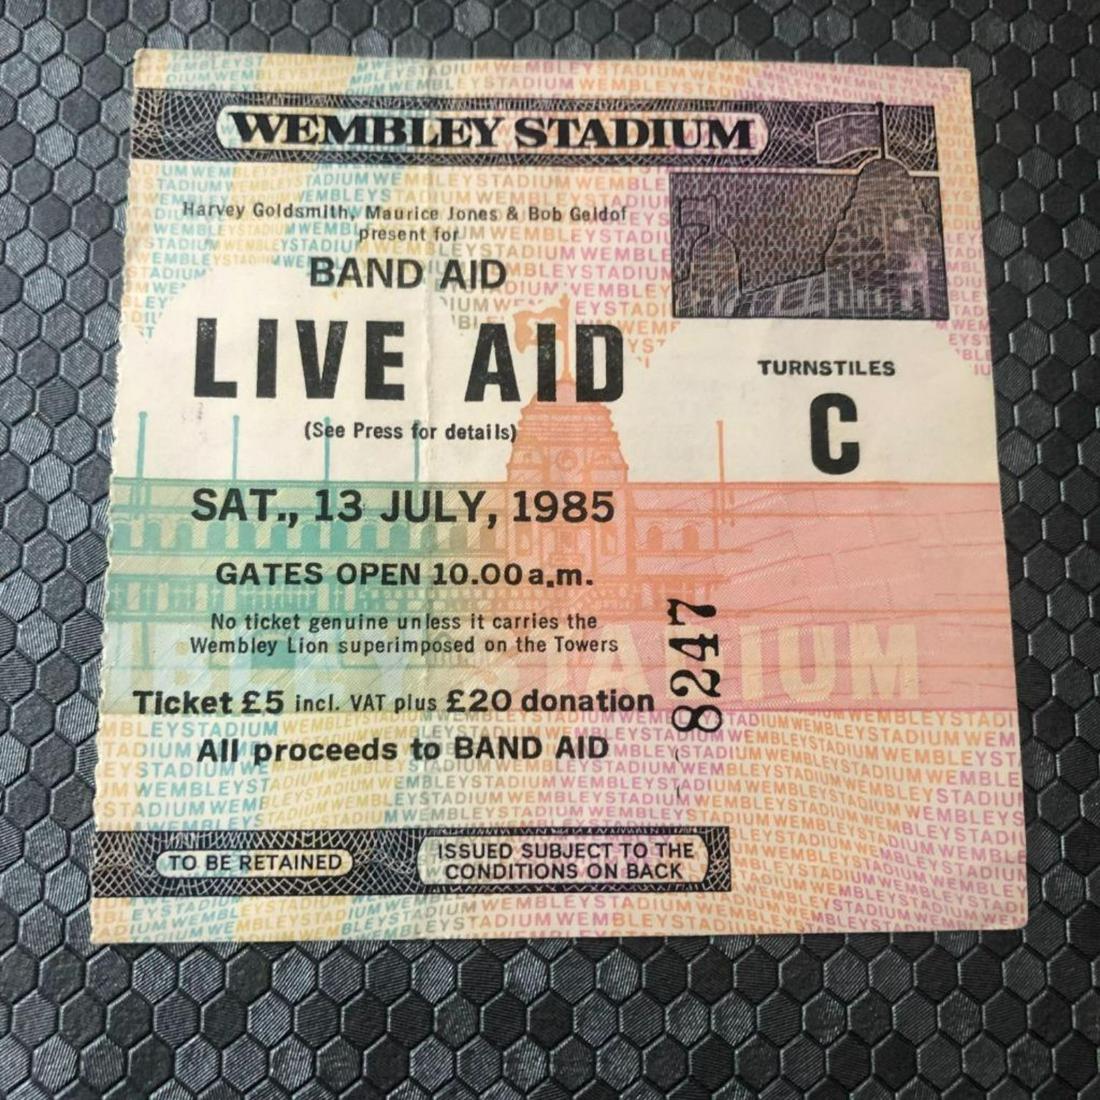 WEMBLEY STADIUM
Harvey Goldsmith, Maurice Jones & Bob Geldof
present for
BAND AID
LIVE AID
(See Press for details)
TURNSTILES
C
SAT., 13 JULY, 1985
GATES OPEN 10.00a.m.
No ticket genuine unless it carries the
Wembley Lion superimposed on the Towers
WEMBLEY STADIUM
Ticket £5 incl. VAT plus £20 donation
All proceeds to BAND AID
8247
TO BE RETAINED
ISSUED SUBJECT TO THE
CONDITIONS ON BACK